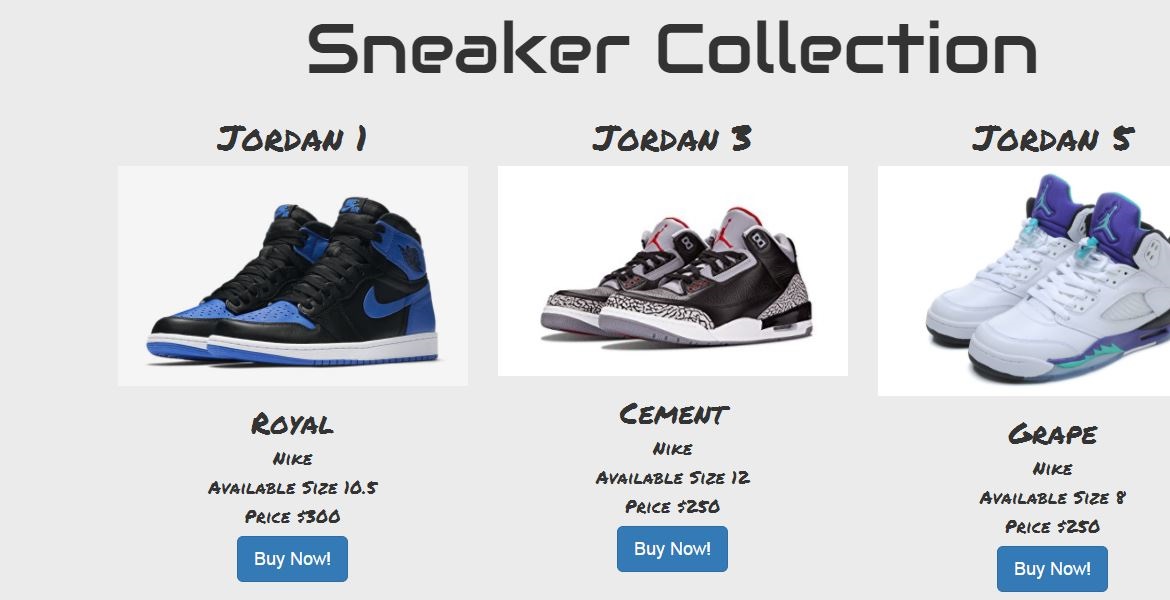 Sneaker Collection
Jordan 1
Jordan 3
Jordan 5
Royal
Nike
Available Size 10.5
Price $300
Buy Now!
Cement
Nike
Available Size 12
Price $250
Buy Now!
Grape
Nike
Available Size 8
Price $250
Buy Now!